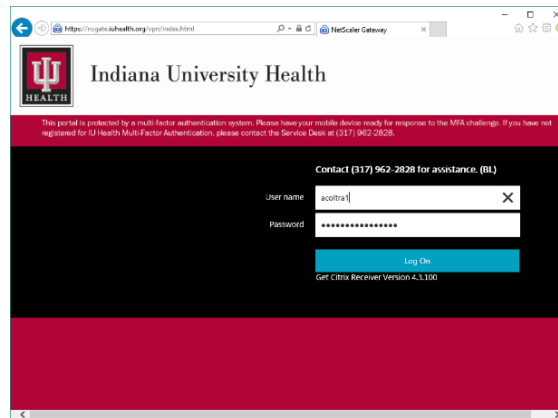 https://nsgate.iuhealth.org/vpn/index.html
NetScaler Gateway
HEALTH
Indiana University Health
This portal is protected by a multi-factor authentication system. Please have your mobile device ready for response to the MFA challenge. If you have not
registered for IU Health Multi-Factor Authentication, please contact the Service Desk at (317) 962-2828.
Contact (317) 962-2828 for assistance. (BL)
User name
acoltra1
Password
Log On
Get Citrix Receiver Version 4.3.100